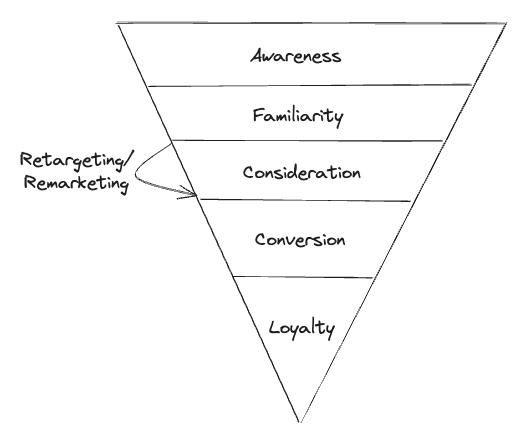 Awareness
Familiarity
Retargeting/
Remarketing
Consideration
Conversion
Loyalty